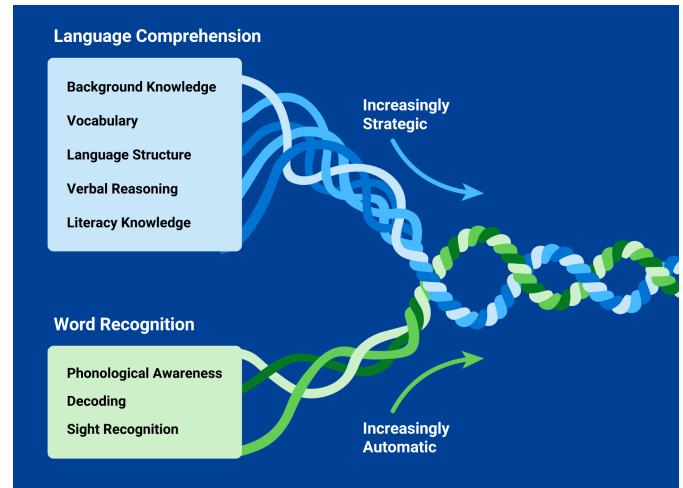 Language Comprehension
Background Knowledge
Vocabulary
Language Structure
Verbal Reasoning
Literacy Knowledge
Increasingly
Strategic
Word Recognition
Phonological Awareness
Decoding
Sight Recognition
Increasingly
Automatic